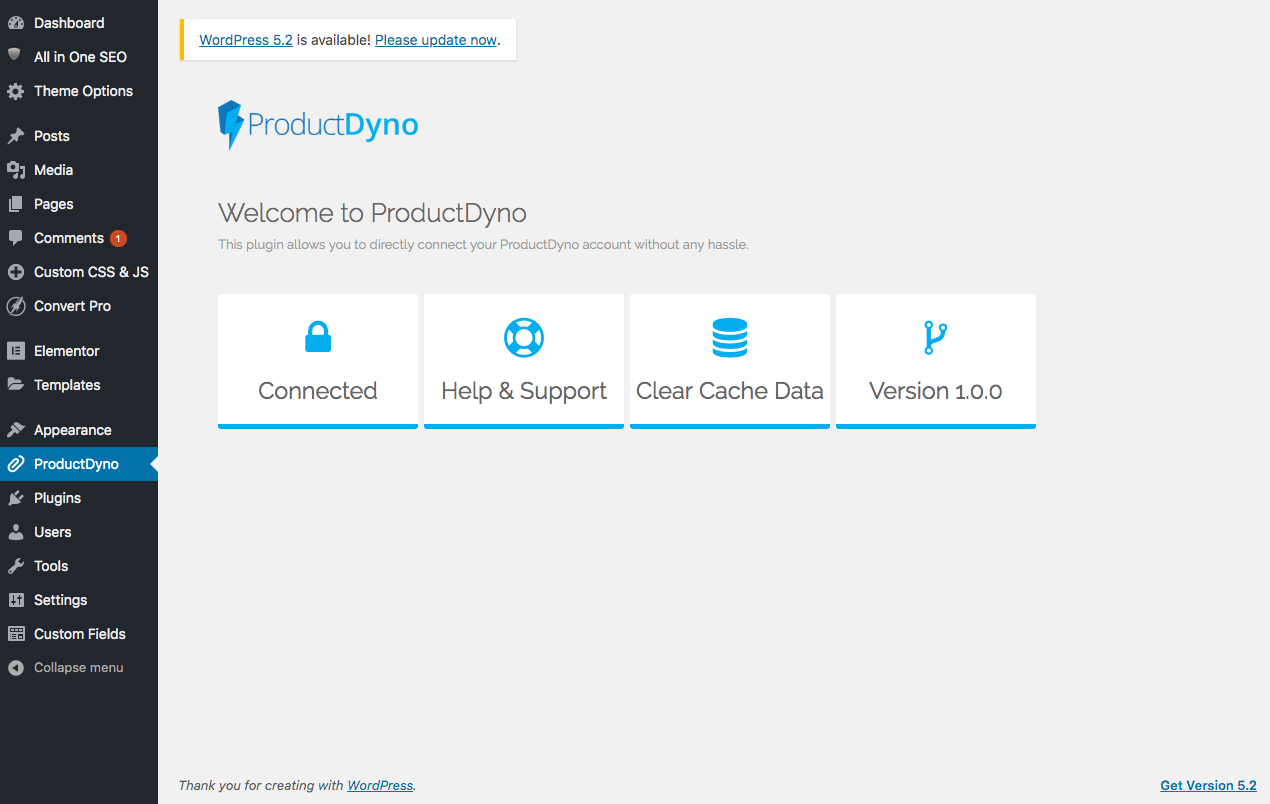 Dashboard
All in One SEO
Theme Options
Posts
Media
Pages
Comments 1
Custom CSS & JS
Convert Pro
Elementor
Templates
Appearance
ProductDyno
Plugins
Users
Tools
Settings
Custom Fields
Collapse menu
WordPress 5.2 is available! Please update now.
ProductDyno
Welcome to ProductDyno
This plugin allows you to directly connect your ProductDyno account without any hassle.
Connected
Help & Support
Clear Cache Data
Version 1.0.0
Thank you for creating with WordPress.
Get Version 5.2